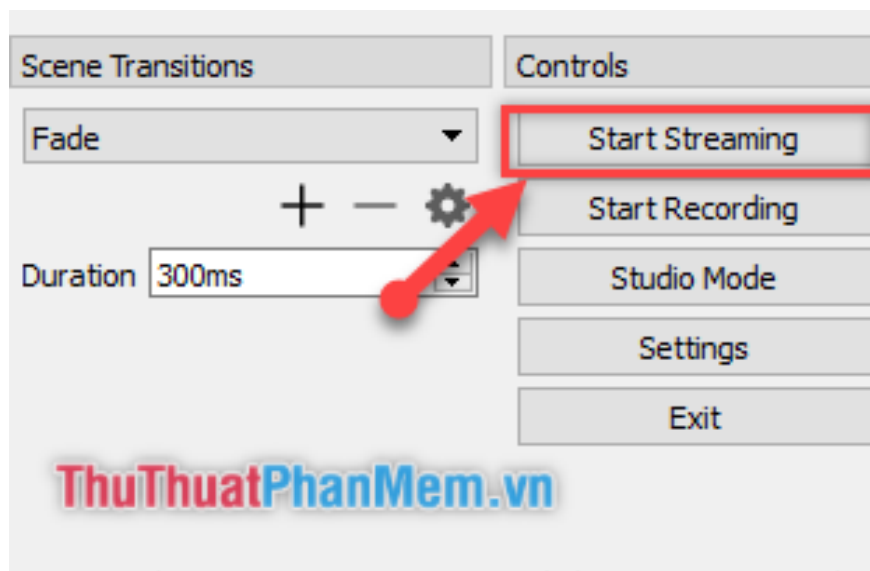 Scene Transitions
Controls
Fade
Start Streaming
Start Recording
Duration 300ms
Studio Mode
Settings
Exit
ThuThuatPhanMem.vn